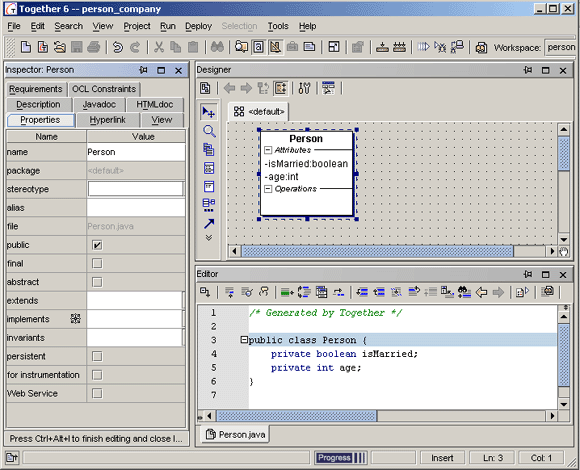 Together 6 -- person_company
File Edit Search View Project Run Deploy Selection Tools Help
Workspace: person
Inspector: Person
Requirements OCL Constraints
Description Javadoc HTMLdoc
Properties Hyperlink View
Name Value
name Person
package <default>
stereotype
alias
file Person.java
public
final
abstract
extends
implements
invariants
persistent
for instrumentation
Web Service
Press Ctrl+Alt+I to finish editing and close I...
Designer
<default>
Person
Attributes
-isMarried:boolean
-age:int
Operations
Editor
1 /* Generated by Together */
2
3 public class Person {
4 private boolean isMarried;
5 private int age;
6 }
7
Person.java
Progress Insert Ln: 3 Col: 1